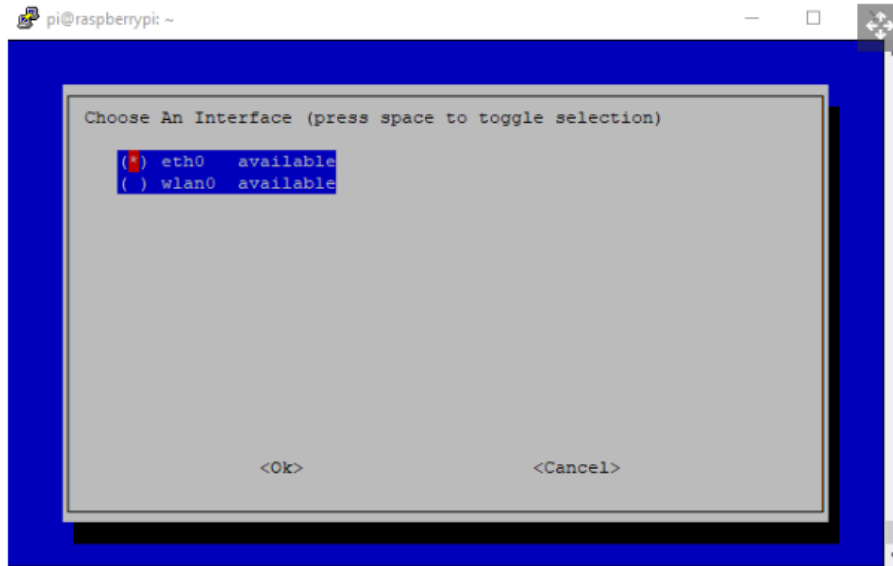 pi@raspberrypi: ~
Choose An Interface (press space to toggle selection)
(*) eth0 available
( ) wlan0 available
<Ok> <Cancel>